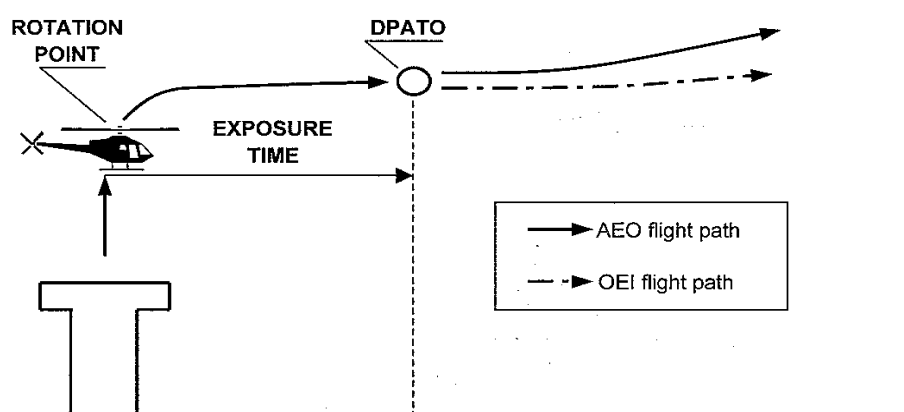 ROTATION
POINT
DPATO
EXPOSURE
TIME
AEO flight path
OEI flight path